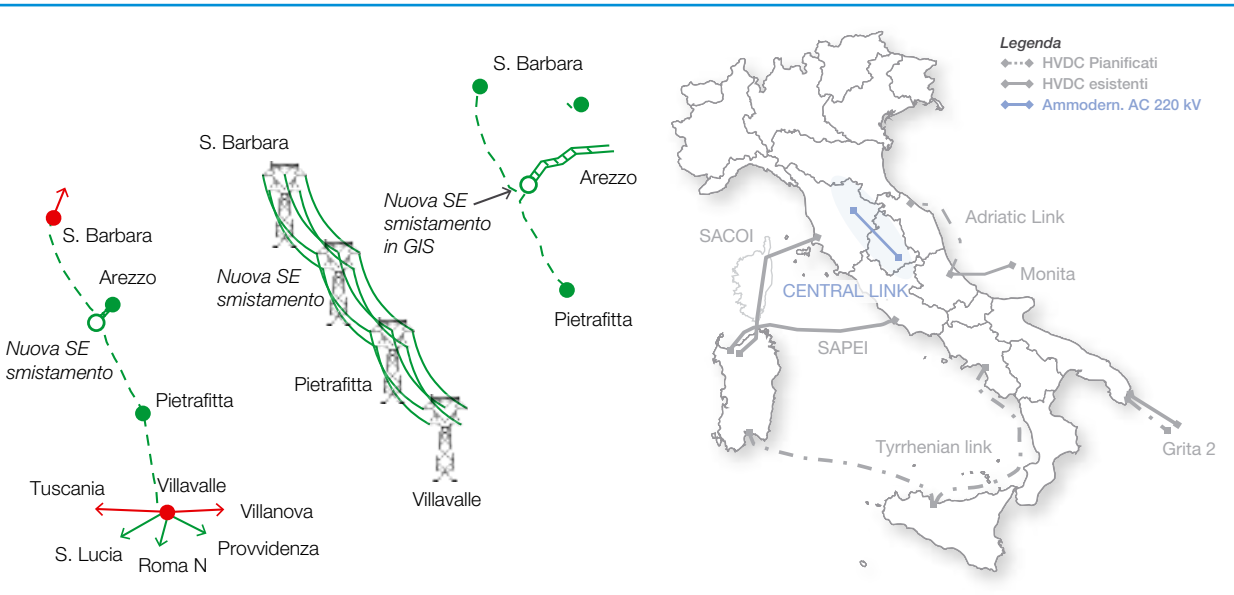 S. Barbara
Arezzo
Nuova SE
smistamento
Pietrafitta
Tuscania
Villavalle
Villanova
S. Lucia
Roma N
Provvidenza
S. Barbara
Nuova SE
smistamento
Pietrafitta
Villavalle
S. Barbara
Arezzo
Nuova SE
smistamento
in GIS
Pietrafitta
Legenda
HVDC Pianificati
HVDC esistenti
Ammodern. AC 220 kV
SACOI
Adriatic Link
Monita
CENTRAL LINK
SAPEI
Tyrrhenian link
Grita 2